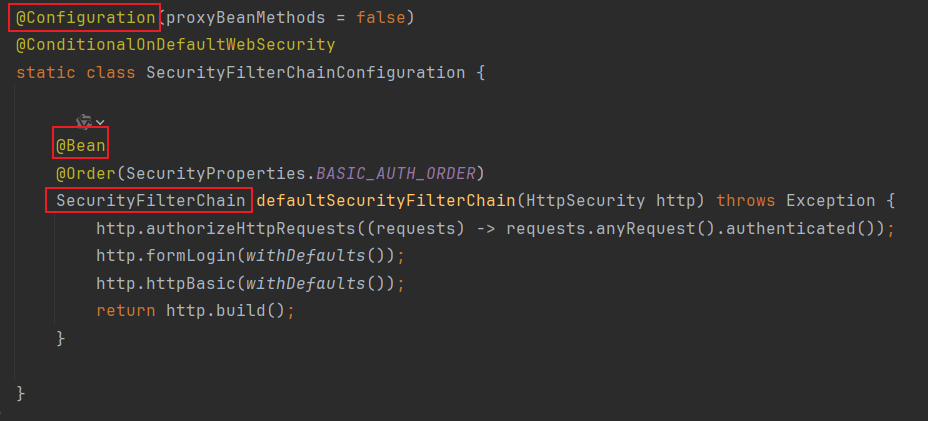 @Configuration(proxyBeanMethods = false)
@ConditionalOnDefaultWebSecurity
static class SecurityFilterChainConfiguration {
@Bean
@Order(SecurityProperties.BASIC_AUTH_ORDER)
SecurityFilterChain defaultSecurityFilterChain(HttpSecurity http) throws Exception {
http.authorizeHttpRequests((requests) -> requests.anyRequest().authenticated());
http.formLogin(withDefaults());
http.httpBasic(withDefaults());
return http.build();
}
}